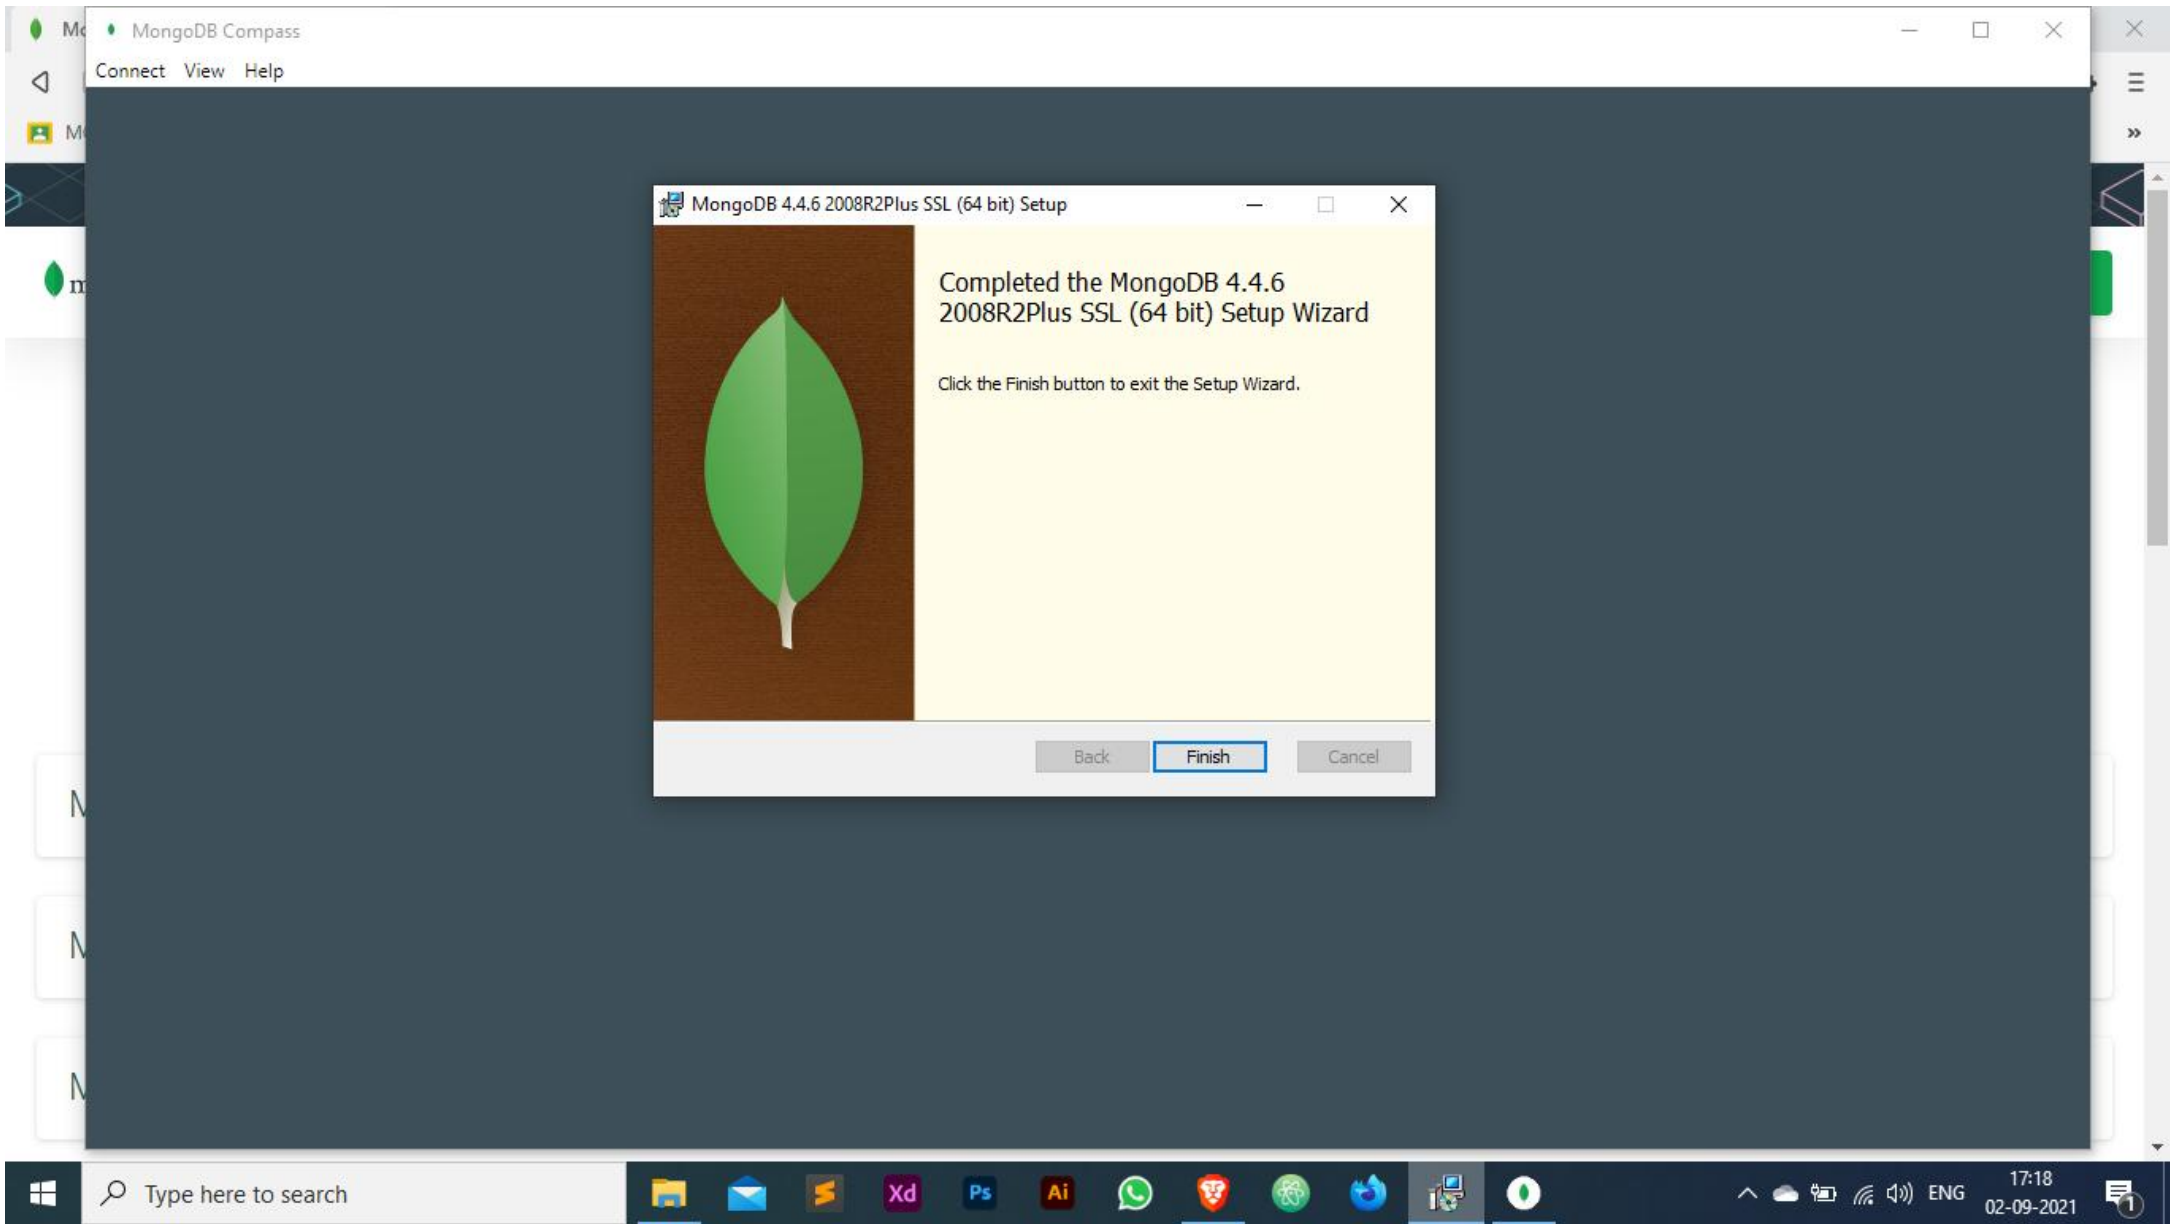 MongoDB Compass
Connect View Help
MongoDB 4.4.6 2008R2Plus SSL (64 bit) Setup
Completed the MongoDB 4.4.6
2008R2Plus SSL (64 bit) Setup Wizard
Click the Finish button to exit the Setup Wizard.
Back Finish Cancel
Type here to search
Xd Ps Ai
ENG
17:18
02-09-2021
1